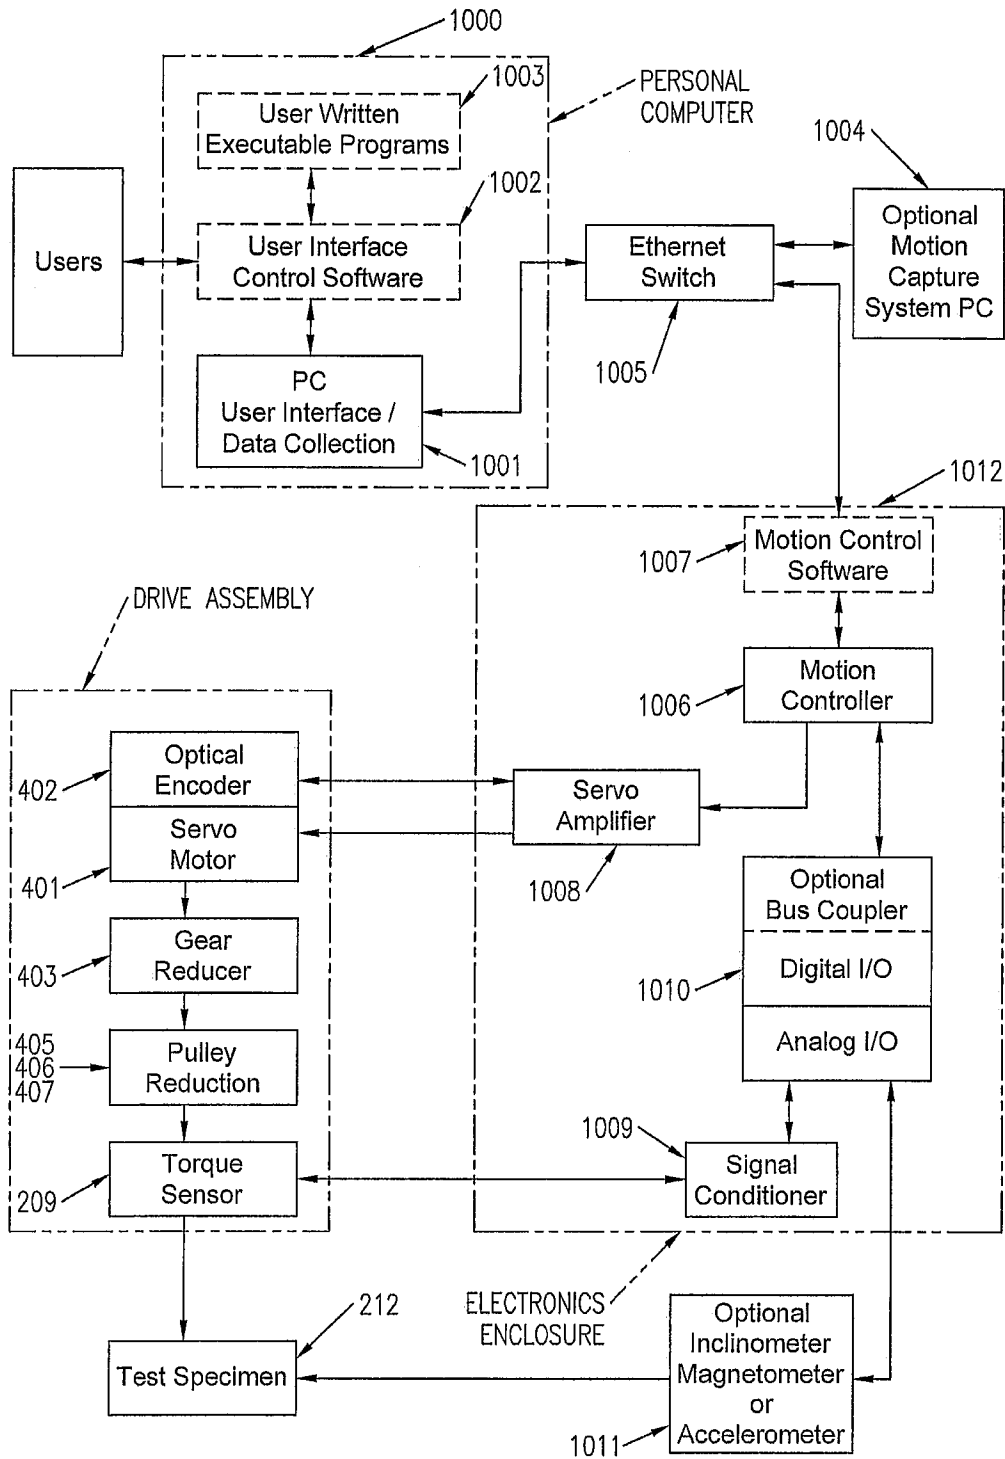 1000
1003
PERSONAL
COMPUTER
User Written
Executable Programs
1004
1002
Users
User Interface
Control Software
Ethernet
Switch
Optional
Motion
Capture
System PC
1005
PC
User Interface /
Data Collection
1001
1012
1007
Motion Control
Software
DRIVE ASSEMBLY
1006
Motion
Controller
402
Optical
Encoder
Servo
Motor
401
Servo
Amplifier
1008
Optional
Bus Coupler
403
Gear
Reducer
1010
Digital I/O
Analog I/O
405
406
407
Pulley
Reduction
1009
209
Torque
Sensor
Signal
Conditioner
212
ELECTRONICS
ENCLOSURE
Test Specimen
Optional
Inclinometer
Magnetometer
or
Accelerometer
1011